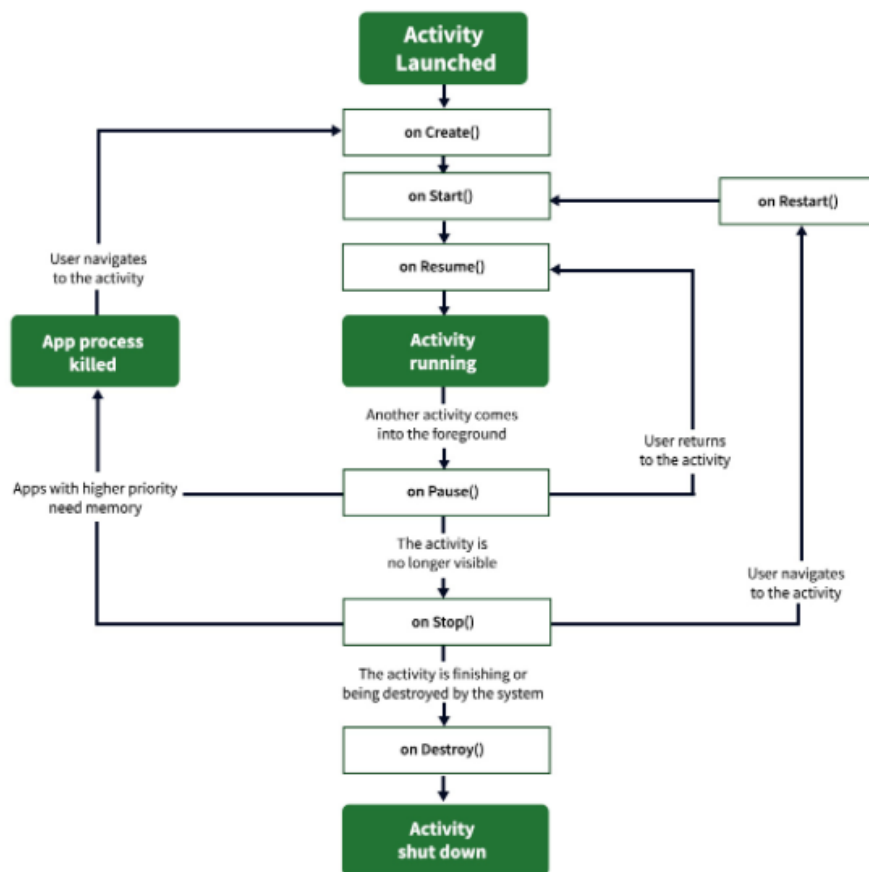 Activity
Launched
on Create()
on Start()
on Restart()
on Resume()
User navigates
to the activity
App process
killed
Activity
running
Another activity comes
into the foreground
User returns
to the activity
Apps with higher priority
need memory
on Pause()
The activity is
no longer visible
User navigates
to the activity
on Stop()
The activity is finishing or
being destroyed by the system
on Destroy()
Activity
shut down